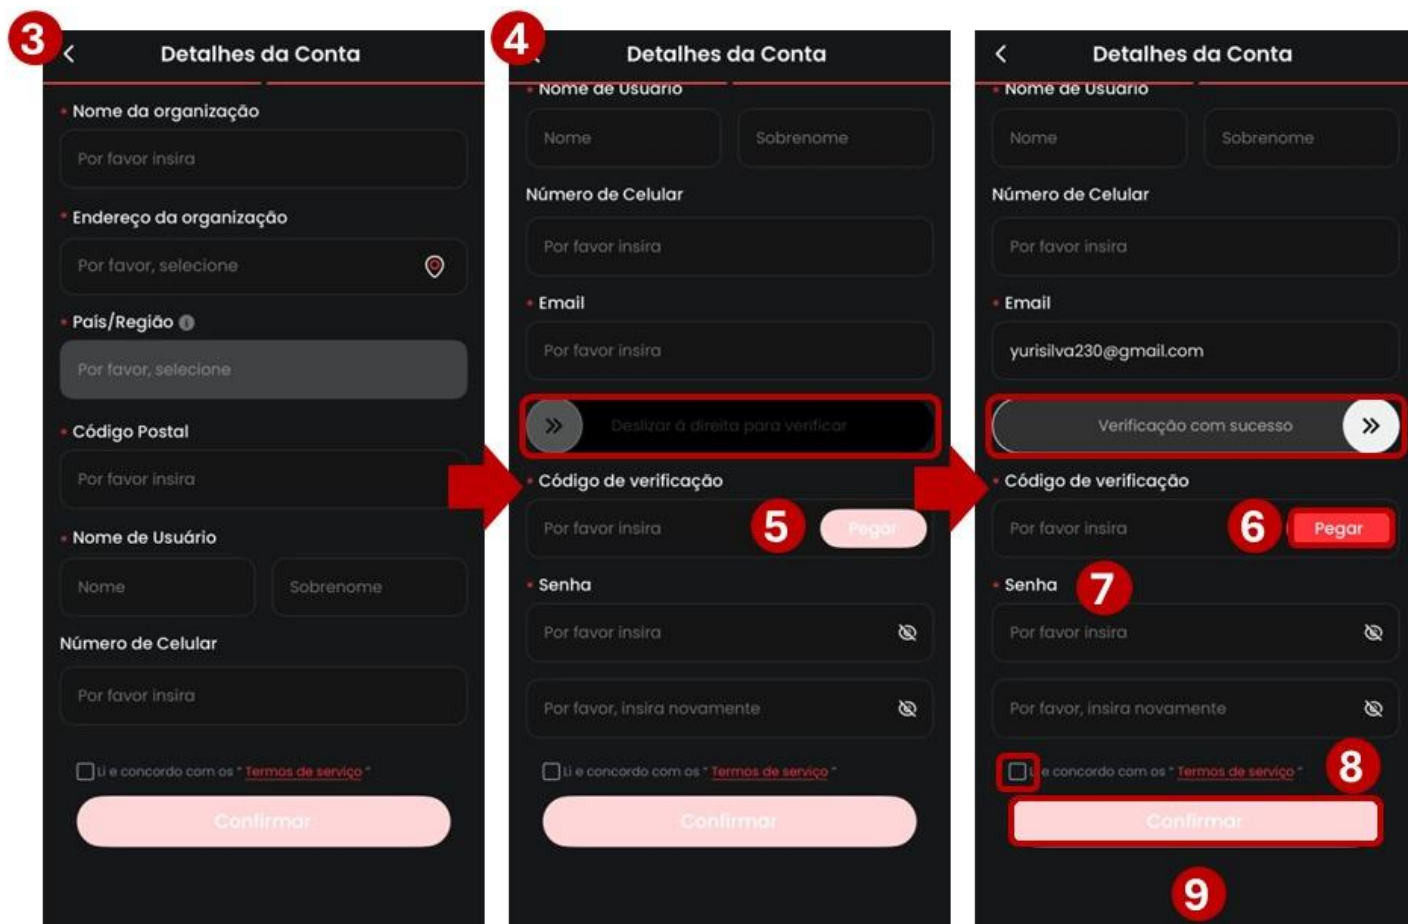 3
Detalhes da Conta
* Nome da organização
Por favor insira
* Endereço da organização
Por favor, selecione
* País/Região
Por favor, selecione
* Código Postal
Por favor insira
* Nome de Usuário
Nome
Sobrenome
Número de Celular
Por favor insira
Li e concordo com os " Termos de serviço "
Confirmar
4
Detalhes da Conta
* Nome de Usuário
Nome
Sobrenome
Número de Celular
Por favor insira
* Email
Por favor insira
Deslizar à direita para verificar
* Código de verificação
Por favor insira
5
Pegar
* Senha
Por favor insira
Por favor, insira novamente
Li e concordo com os " Termos de serviço "
Confirmar
Detalhes da Conta
* Nome de Usuário
Nome
Sobrenome
Número de Celular
Por favor insira
* Email
yurisilva230@gmail.com
Verificação com sucesso
* Código de verificação
Por favor insira
6
Pegar
* Senha
7
Por favor insira
Por favor, insira novamente
Li e concordo com os " Termos de serviço "
8
Confirmar
9